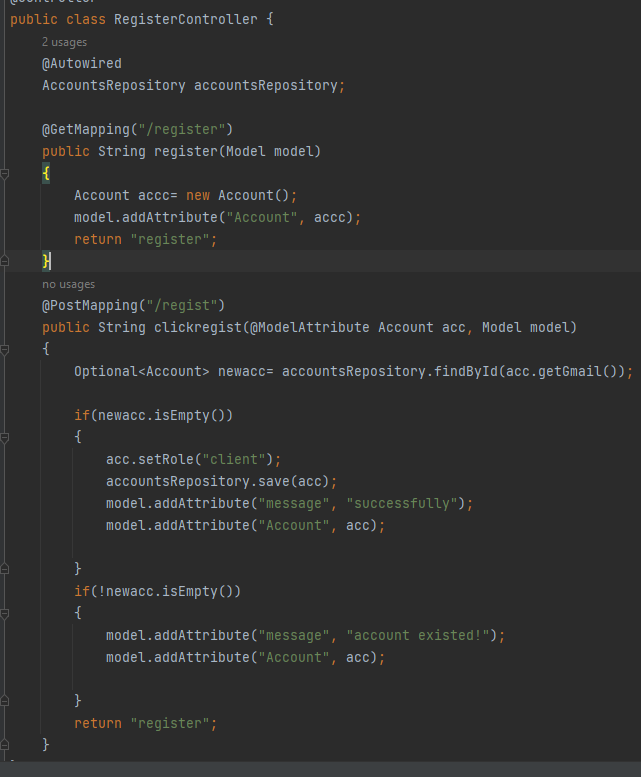 @Controller
public class RegisterController {
2 usages
@Autowired
AccountsRepository accountsRepository;
@GetMapping("/register")
public String register(Model model)
{
Account accc= new Account();
model.addAttribute("Account", accc);
return "register";
}
no usages
@PostMapping("/regist")
public String clickregist(@ModelAttribute Account acc, Model model)
{
Optional<Account> newacc= accountsRepository.findById(acc.getGmail());
if(newacc.isEmpty())
{
acc.setRole("client");
accountsRepository.save(acc);
model.addAttribute("message", "successfully");
model.addAttribute("Account", acc);
}
if(!newacc.isEmpty())
{
model.addAttribute("message", "account existed!");
model.addAttribute("Account", acc);
}
return "register";
}